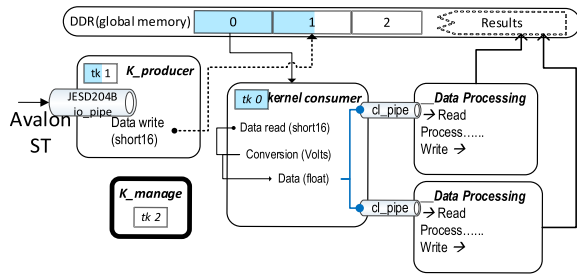 DDR(global memory) 0 1 2 Results
K_producer
tk 1
JESD204B
io_pipe
Avalon
ST
Data write
(short16)
K_manage
tk 2
tk 0 kernel consumer
Data read (short16)
Conversion (Volts)
Data (float)
cl_pipe
Data Processing
→ Read
Process......
Write →
cl_pipe
Data Processing
→ Read
Process......
Write →